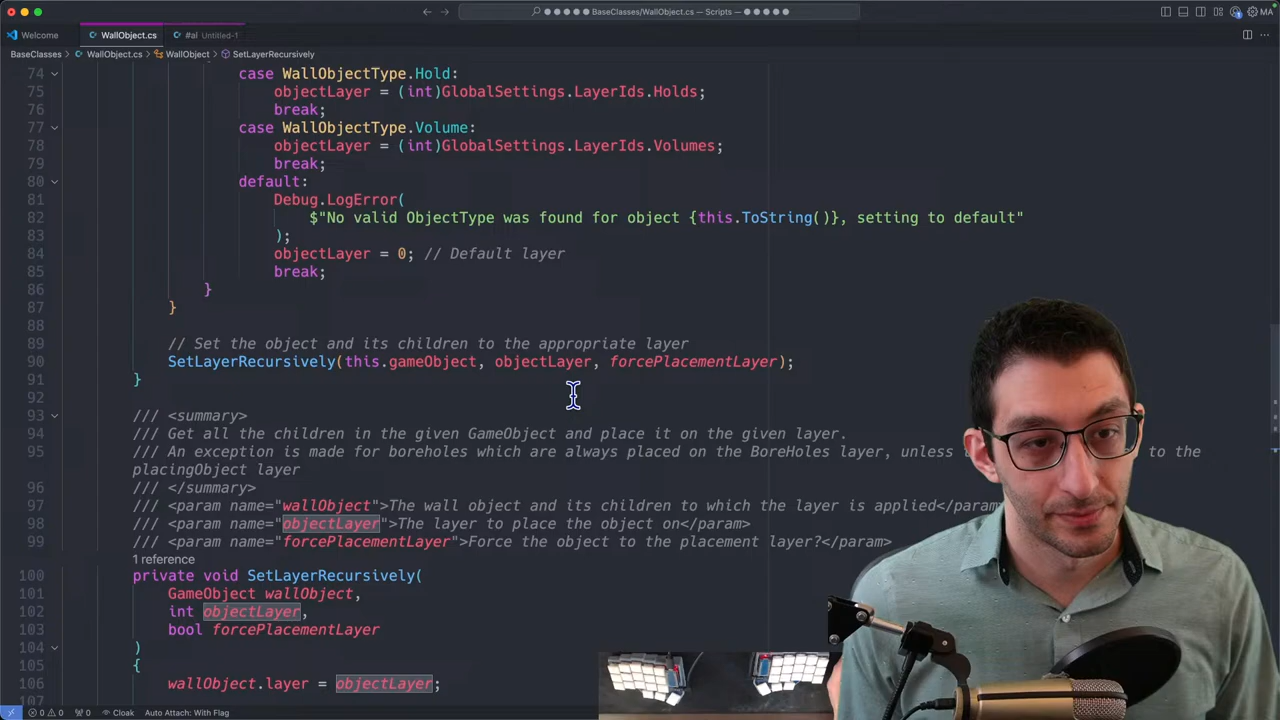 BaseClasses/WallObject.cs — Scripts —
MA
Welcome
WallObject.cs
#al Untitled-1
BaseClasses > WallObject.cs > WallObject > SetLayerRecursively
74 case WallObjectType.Hold:
75 objectLayer = (int)GlobalSettings.LayerIds.Holds;
76 break;
77 case WallObjectType.Volume:
78 objectLayer = (int)GlobalSettings.LayerIds.Volumes;
79 break;
80 default:
81 Debug.LogError(
82 $"No valid ObjectType was found for object {this.ToString()}, setting to default"
83 );
84 objectLayer = 0; // Default layer
85 break;
86 }
87 }
88
89 // Set the object and its children to the appropriate layer
90 SetLayerRecursively(this.gameObject, objectLayer, forcePlacementLayer);
91 }
92
93 /// <summary>
94 /// Get all the children in the given GameObject and place it on the given layer.
95 /// An exception is made for boreholes which are always placed on the BoreHoles layer, unless to the
placingObject layer
96 /// </summary>
97 /// <param name="wallObject">The wall object and its children to which the layer is applied</param
98 /// <param name="objectLayer">The layer to place the object on</param>
99 /// <param name="forcePlacementLayer">Force the object to the placement layer?</param>
1 reference
100 private void SetLayerRecursively(
101 GameObject wallObject,
102 int objectLayer,
103 bool forcePlacementLayer
104 )
105 {
106 wallObject.layer = objectLayer;
107
0 0 0 Cloak Auto Attach: With Flag